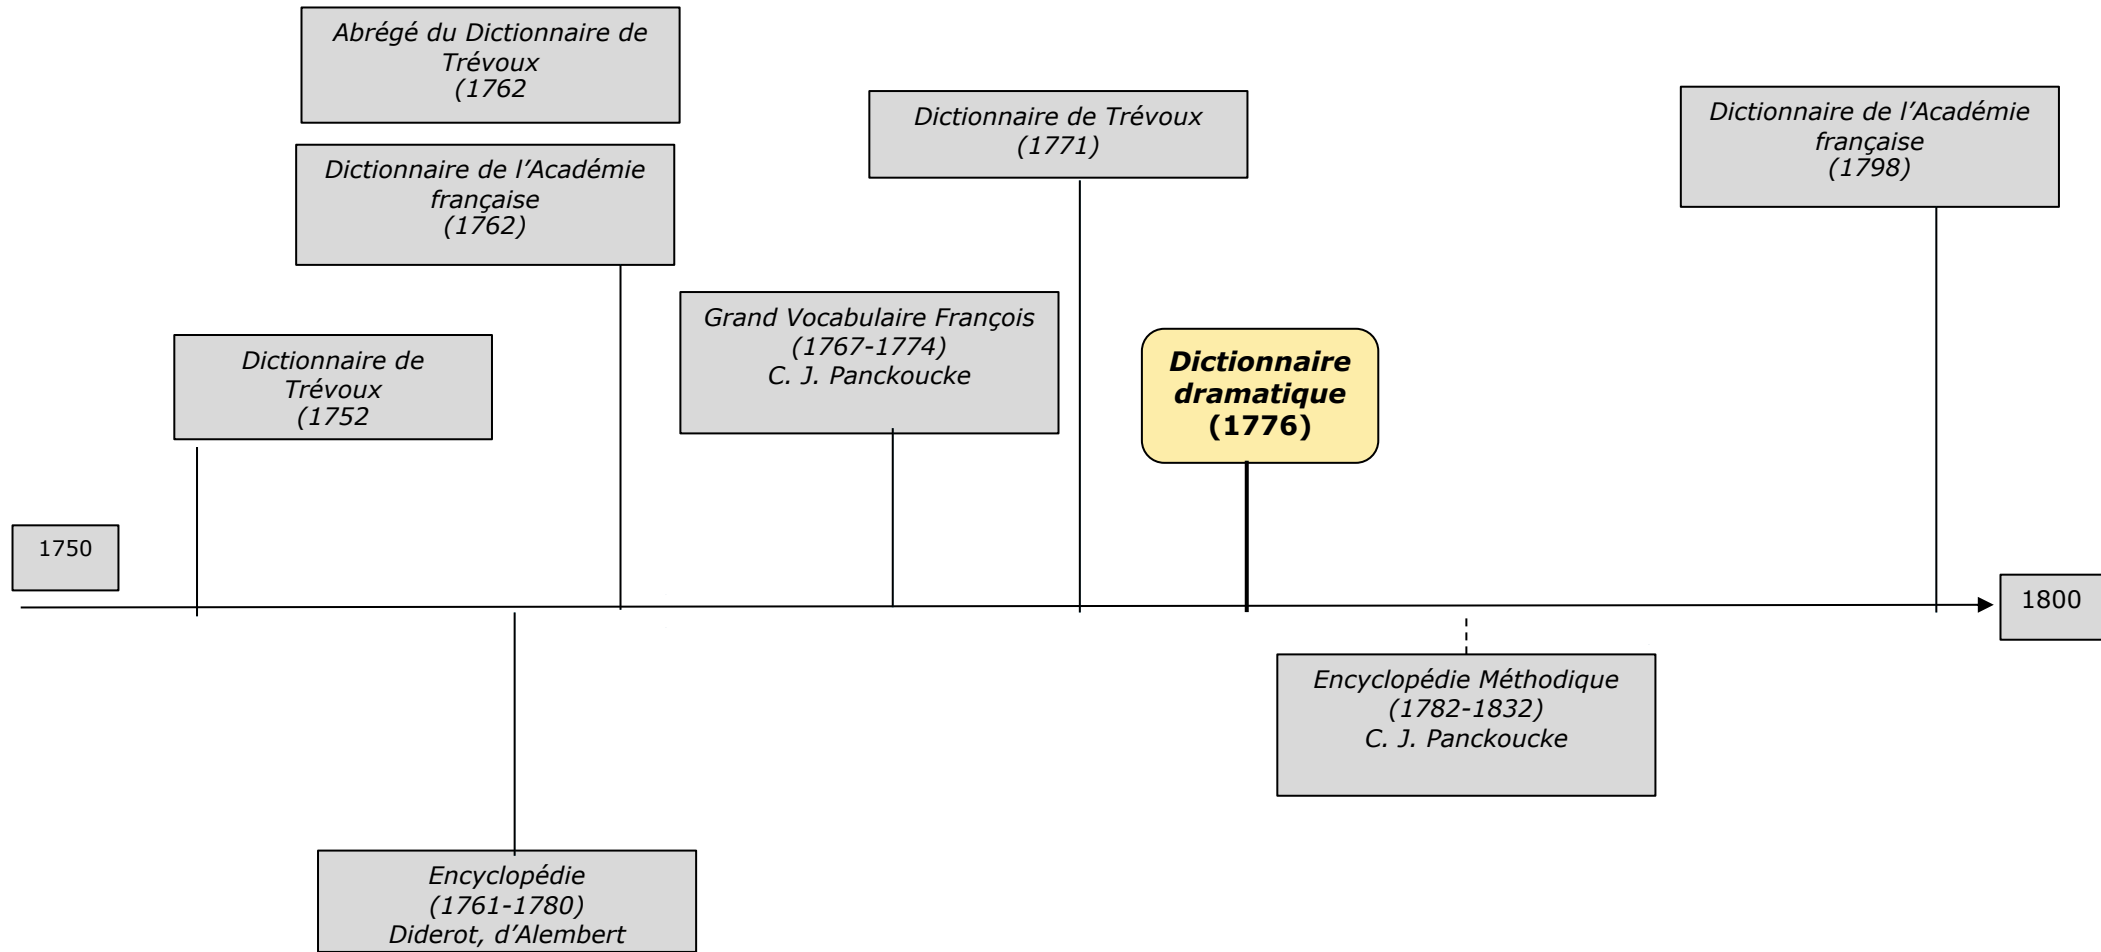 Abrégé du Dictionnaire de
Trévoux
(1762
Dictionnaire de l’Académie
française
(1762)
Dictionnaire de Trévoux
(1771)
Dictionnaire de l’Académie
française
(1798)
Grand Vocabulaire François
(1767-1774)
C. J. Panckoucke
Dictionnaire de
Trévoux
(1752
Dictionnaire
dramatique
(1776)
1750
1800
Encyclopédie Méthodique
(1782-1832)
C. J. Panckoucke
Encyclopédie
(1761-1780)
Diderot, d’Alembert